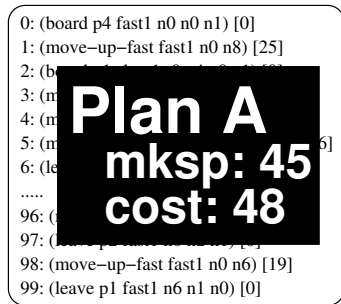 0: (board p4 fast1 n0 n0 n1) [0]
1: (move−up−fast fast1 n0 n8) [25]
2:
3:
4:
5: 6]
6: (le
Plan A
mksp: 45
cost: 48
.....
96:
97:
98: (move−up−fast fast1 n0 n6) [19]
99: (leave p1 fast1 n6 n1 n0) [0]